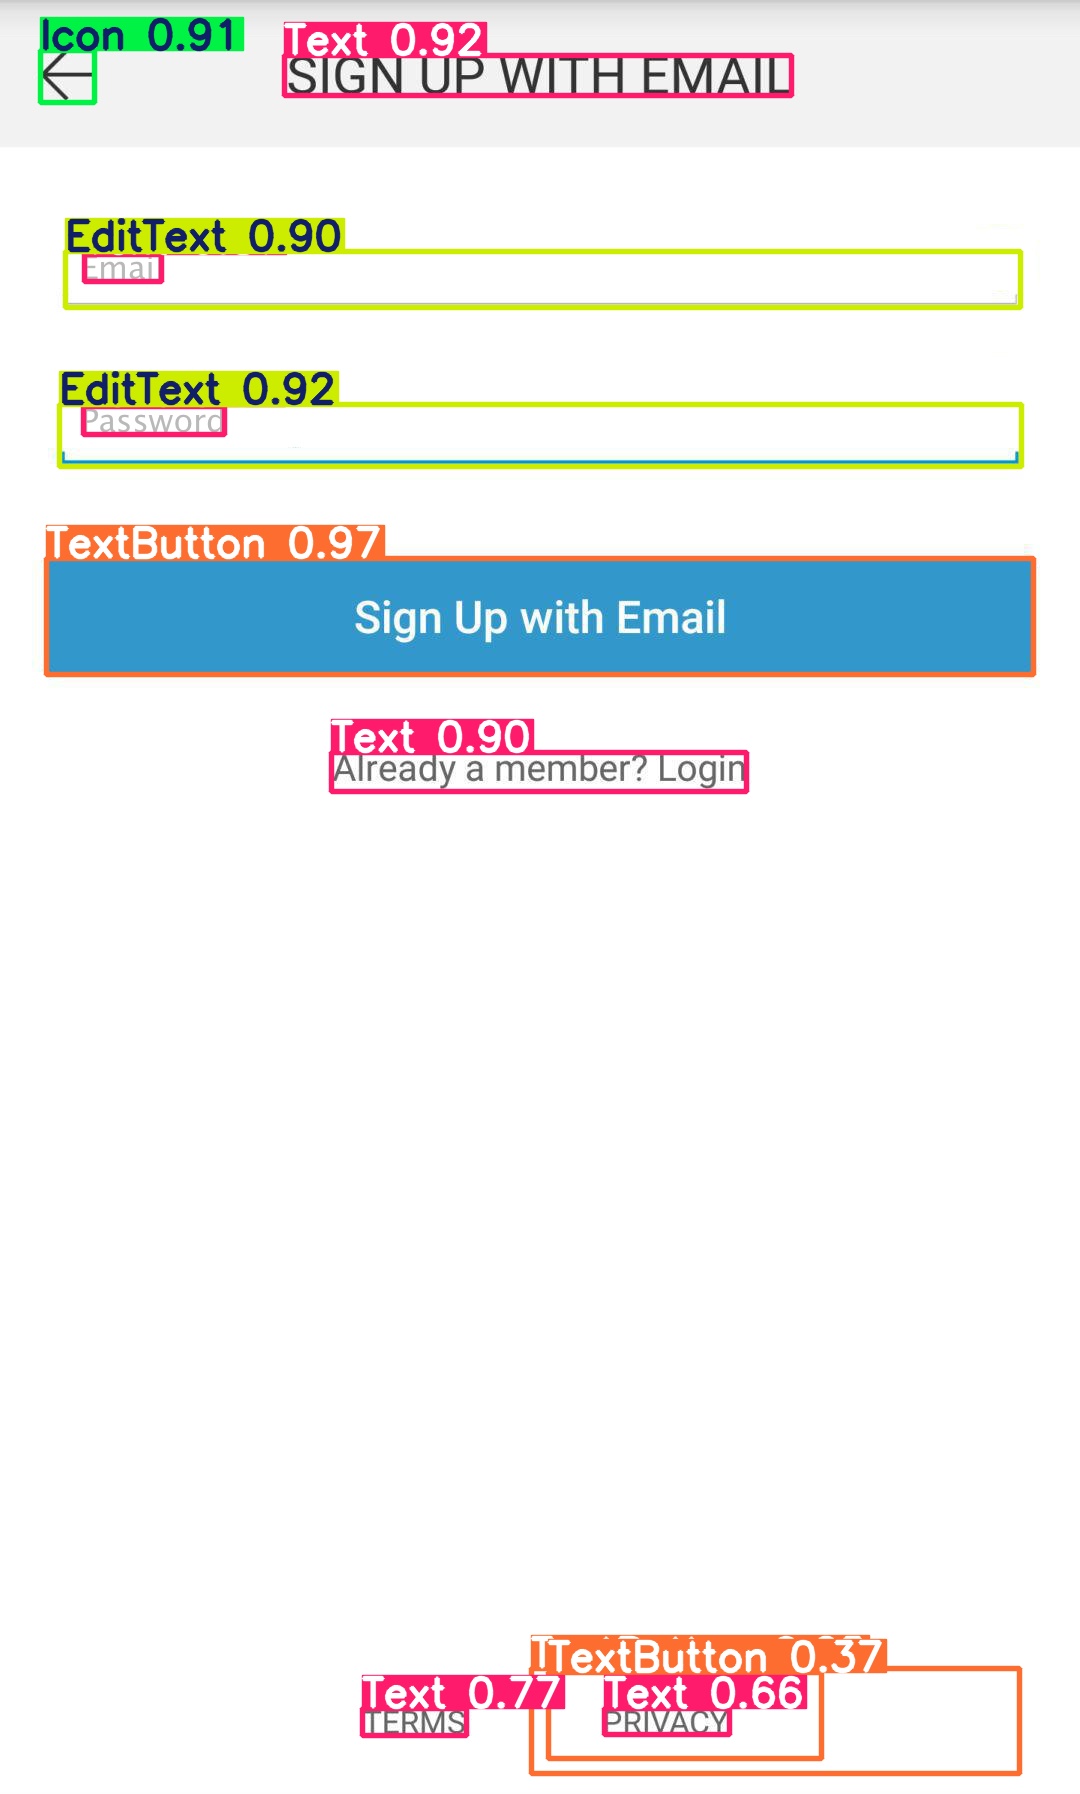 Icon 0.91
Text 0.92
SIGN UP WITH EMAIL
EditText 0.90
Email
EditText 0.92
Password
TextButton 0.97
Sign Up with Email
Text 0.90
Already a member? Login
TextButton 0.37
Text 0.77 Text 0.66
TERMS PRIVACY